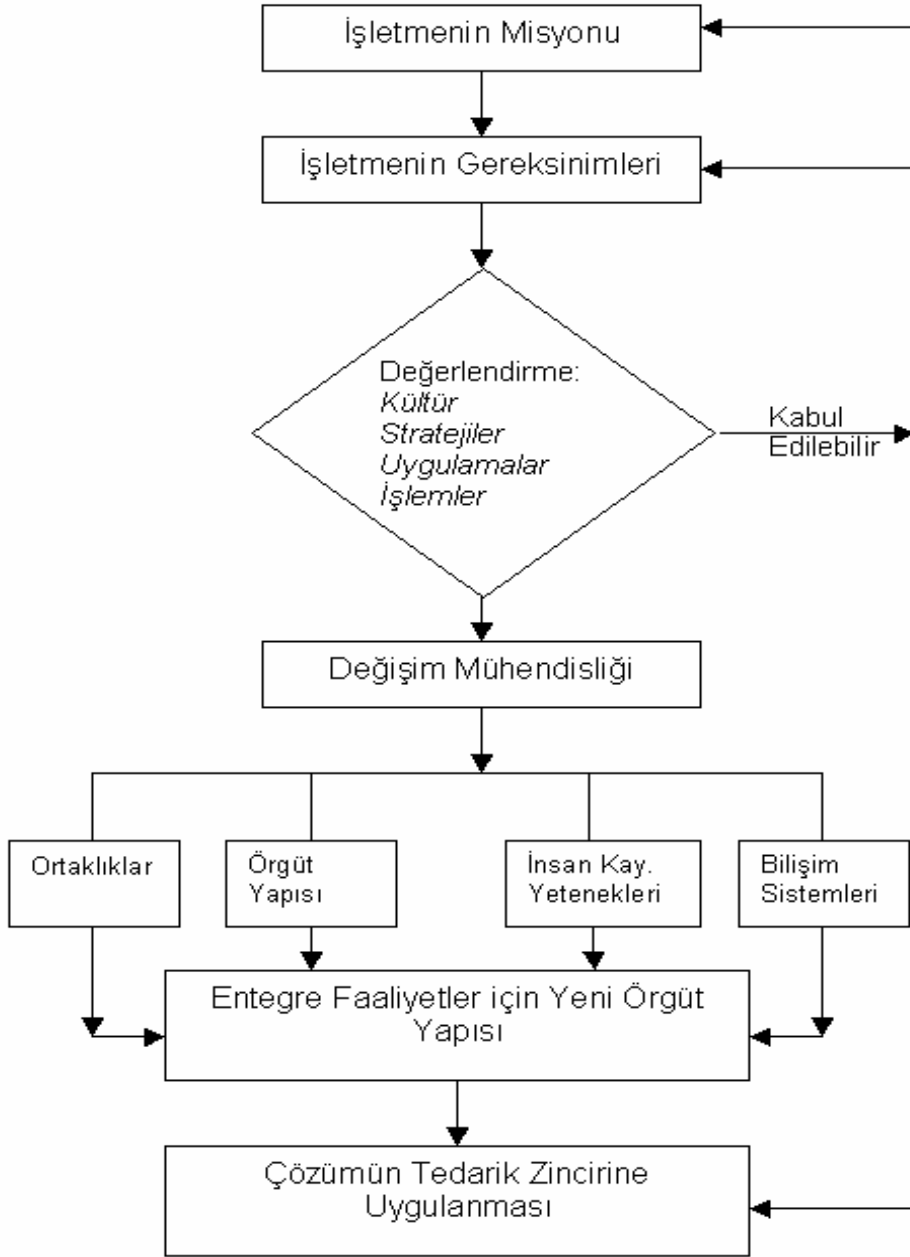 İşletmenin Misyonu
İşletmenin Gereksinimleri
Değerlendirme:
Kültür
Stratejiler
Uygulamalar
İşlemler
Kabul
Edilebilir
Değişim Mühendisliği
Ortaklıklar
Örgüt
Yapısı
İnsan Kay.
Yetenekleri
Bilişim
Sistemleri
Entegre Faaliyetler için Yeni Örgüt
Yapısı
Çözümün Tedarik Zincirine
Uygulanması